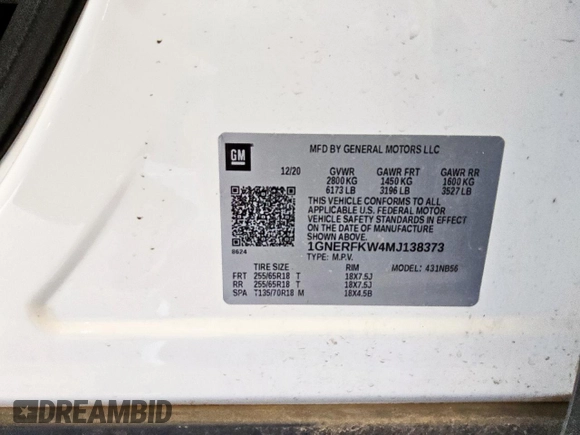 GM
MFD BY GENERAL MOTORS LLC
12/20 GVWR GAWR FRT GAWR RR
2800 KG 1450 KG 1600 KG
6173 LB 3196 LB 3527 LB
THIS VEHICLE CONFORMS TO ALL
APPLICABLE U.S. FEDERAL MOTOR
VEHICLE SAFETY STANDARDS IN EFFECT
ON THE DATE OF MANUFACTURE
SHOWN ABOVE.
8624 1GNERFKW4MJ138373
TYPE: M.P.V. MODEL: 431NB56
TIRE SIZE RIM
FRT 255/65R18 T 18X7.5J
RR 255/65R18 T 18X7.5J
SPA T135/70R18 M 18X4.5B
DREAMBID